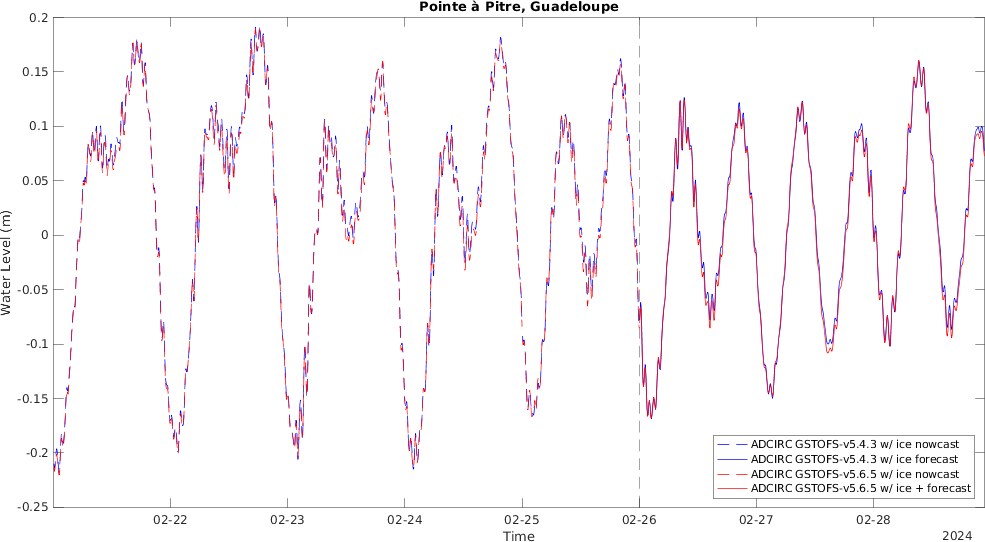 Pointe à Pitre, Guadeloupe
Water Level (m)
0.2
0.15
0.1
0.05
0
-0.05
-0.1
-0.15
-0.2
-0.25
ADCIRC GSTOFS-v5.4.3 w/ ice nowcast
ADCIRC GSTOFS-v5.4.3 w/ ice forecast
ADCIRC GSTOFS-v5.6.5 w/ ice nowcast
ADCIRC GSTOFS-v5.6.5 w/ ice + forecast
02-22 02-23 02-24 02-25 02-26 02-27 02-28
Time
2024